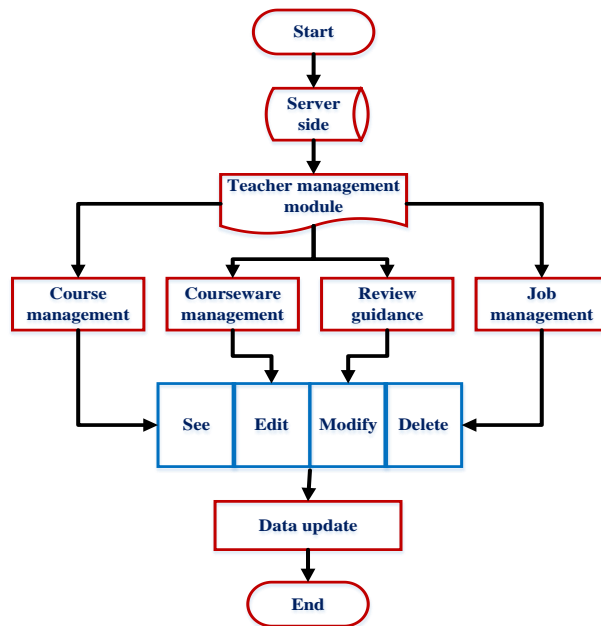 Start
Server
side
Teacher management
module
Course
management
Courseware
management
Review
guidance
Job
management
See
Edit
Modify
Delete
Data update
End